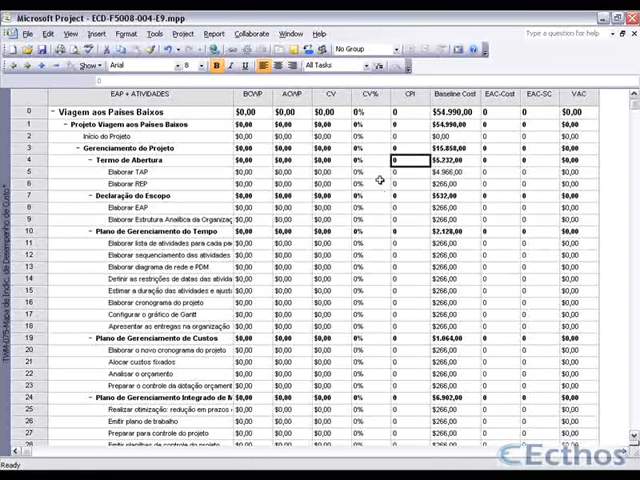 Microsoft Project - ECD-F5008-004-E9.mpp
File Edit View Insert Format Tools Project Report Collaborate Window Help Type a question for help
No Group
Show Arial 8 B I U All Tasks
0
EAP + ATIVIDADES BCWP ACWP CV CV% CPI Baseline Cost EAC-Cost EAC-SC VAC
0 - Viagem aos Países Baixos $0,00 $0,00 $0,00 0% 0 $54.990,00 0 0 $0,00
1 - Projeto Viagem aos Países Baixos $0,00 $0,00 $0,00 0% 0 $54.990,00 0 0 $0,00
2 Início do Projeto $0,00 $0,00 $0,00 0% 0 $0,00 0 0 $0,00
3 - Gerenciamento do Projeto $0,00 $0,00 $0,00 0% 0 $15.858,00 0 0 $0,00
4 - Termo de Abertura $0,00 $0,00 $0,00 0% 0 $5.232,00 0 0 $0,00
5 Elaborar TAP $0,00 $0,00 $0,00 0% 0 $4.966,00 0 0 $0,00
6 Elaborar REP $0,00 $0,00 $0,00 0% 0 $266,00 0 0 $0,00
7 - Declaração do Escopo $0,00 $0,00 $0,00 0% 0 $532,00 0 0 $0,00
8 Elaborar EAP $0,00 $0,00 $0,00 0% 0 $266,00 0 0 $0,00
9 Elaborar Estrutura Analítica da Organizaç $0,00 $0,00 $0,00 0% 0 $266,00 0 0 $0,00
10 - Plano de Gerenciamento do Tempo $0,00 $0,00 $0,00 0% 0 $2.128,00 0 0 $0,00
11 Elaborar lista de atividades para cada pa $0,00 $0,00 $0,00 0% 0 $266,00 0 0 $0,00
12 Elaborar sequenciamento das atividades $0,00 $0,00 $0,00 0% 0 $266,00 0 0 $0,00
13 Elaborar diagrama de rede e PDM $0,00 $0,00 $0,00 0% 0 $266,00 0 0 $0,00
14 Definir as restrições de datas das ativida $0,00 $0,00 $0,00 0% 0 $266,00 0 0 $0,00
15 Estimar a duração das atividades e ajust $0,00 $0,00 $0,00 0% 0 $266,00 0 0 $0,00
16 Elaborar cronograma do projeto $0,00 $0,00 $0,00 0% 0 $266,00 0 0 $0,00
17 Configurar o gráfico de Gantt $0,00 $0,00 $0,00 0% 0 $266,00 0 0 $0,00
18 Apresentar as entregas na organização $0,00 $0,00 $0,00 0% 0 $266,00 0 0 $0,00
19 - Plano de Gerenciamento de Custos $0,00 $0,00 $0,00 0% 0 $1.064,00 0 0 $0,00
20 Elaborar o novo cronograma do projeto $0,00 $0,00 $0,00 0% 0 $266,00 0 0 $0,00
21 Alocar custos fixados $0,00 $0,00 $0,00 0% 0 $266,00 0 0 $0,00
22 Analisar o orçamento $0,00 $0,00 $0,00 0% 0 $266,00 0 0 $0,00
23 Preparar o controle da dotação orçament $0,00 $0,00 $0,00 0% 0 $266,00 0 0 $0,00
24 - Plano de Gerenciamento Integrado de M $0,00 $0,00 $0,00 0% 0 $6.902,00 0 0 $0,00
25 Realizar otimização: redução em prazos $0,00 $0,00 $0,00 0% 0 $266,00 0 0 $0,00
26 Emitir plano de trabalho $0,00 $0,00 $0,00 0% 0 $266,00 0 0 $0,00
27 Preparar para controle do projeto $0,00 $0,00 $0,00 0% 0 $266,00 0 0 $0,00
28
Ready
Ecthos